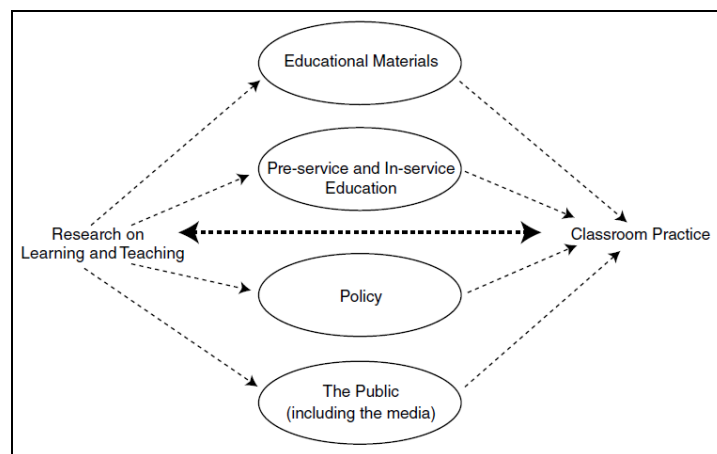 Educational Materials
Pre-service and In-service
Education
Research on
Learning and Teaching
Classroom Practice
Policy
The Public
(including the media)